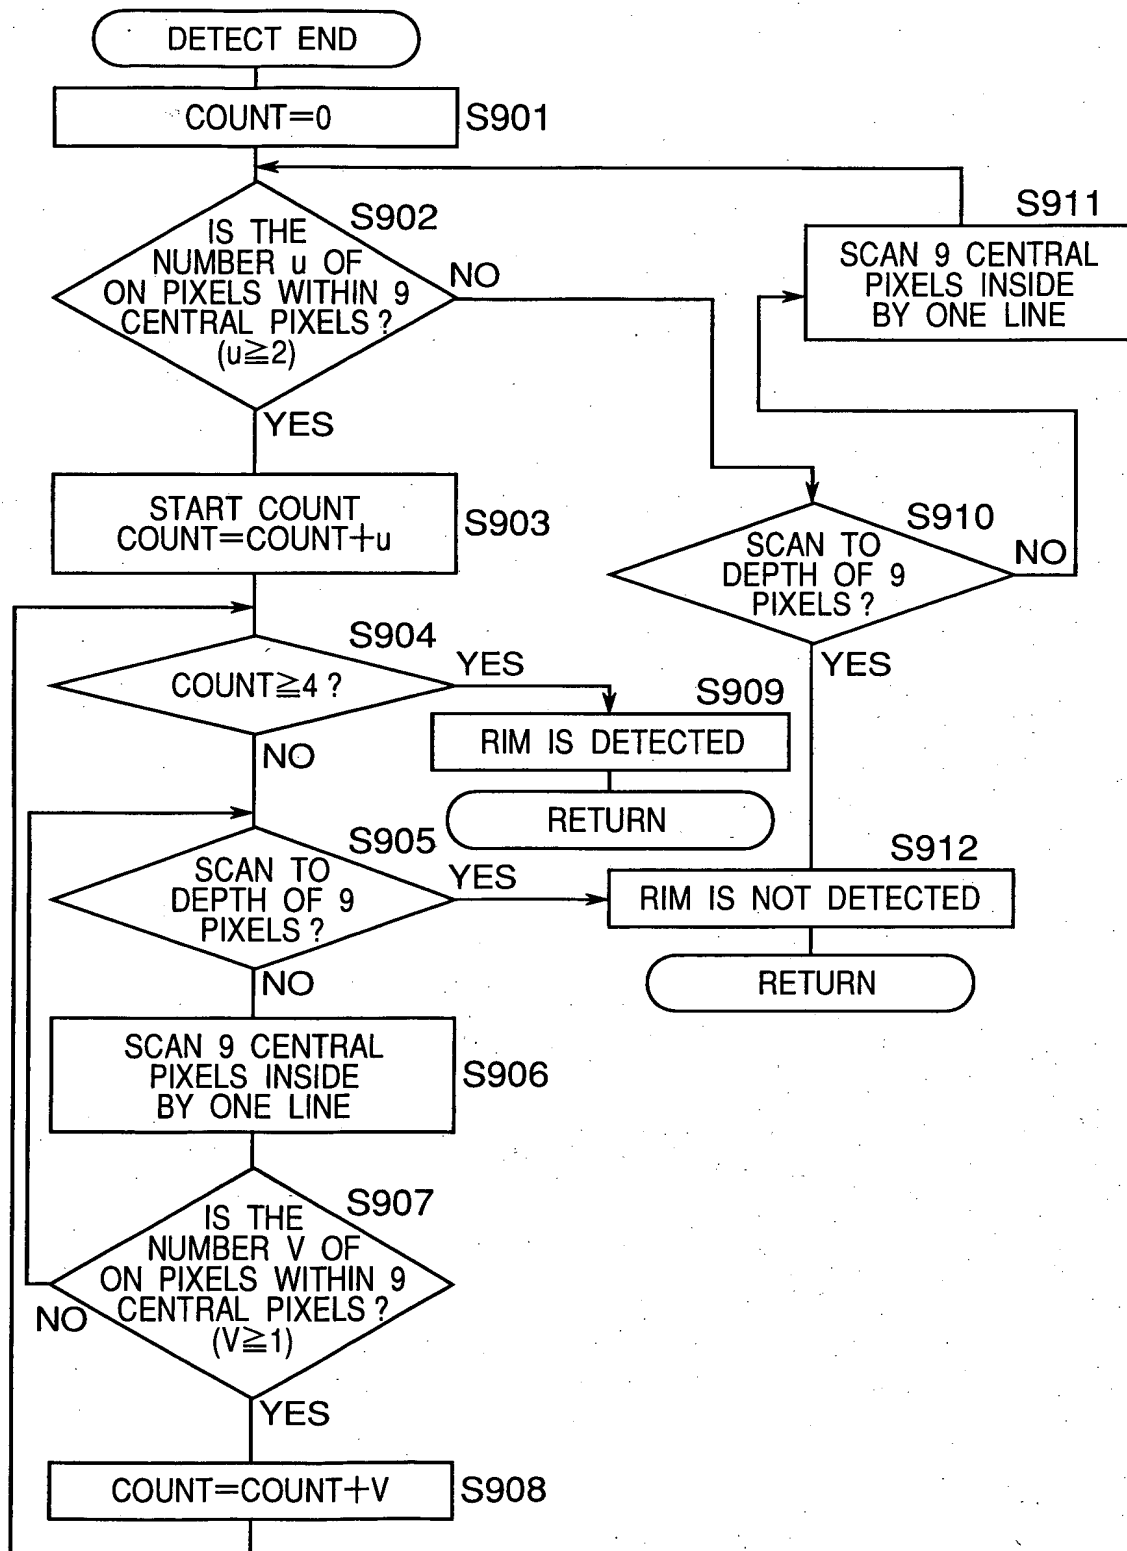 DETECT END
COUNT=0
S901
S902
IS THE
NUMBER u OF
ON PIXELS WITHIN 9
CENTRAL PIXELS?
(u≧2)
NO
YES
S911
SCAN 9 CENTRAL
PIXELS INSIDE
BY ONE LINE
START COUNT
COUNT=COUNT+u
S903
S910
SCAN TO
DEPTH OF 9
PIXELS?
NO
YES
S904
COUNT≧4?
YES
NO
S909
RIM IS DETECTED
RETURN
S905
SCAN TO
DEPTH OF 9
PIXELS?
YES
NO
S912
RIM IS NOT DETECTED
RETURN
SCAN 9 CENTRAL
PIXELS INSIDE
BY ONE LINE
S906
S907
IS THE
NUMBER V OF
ON PIXELS WITHIN 9
CENTRAL PIXELS?
(V≧1)
NO
YES
COUNT=COUNT+V
S908